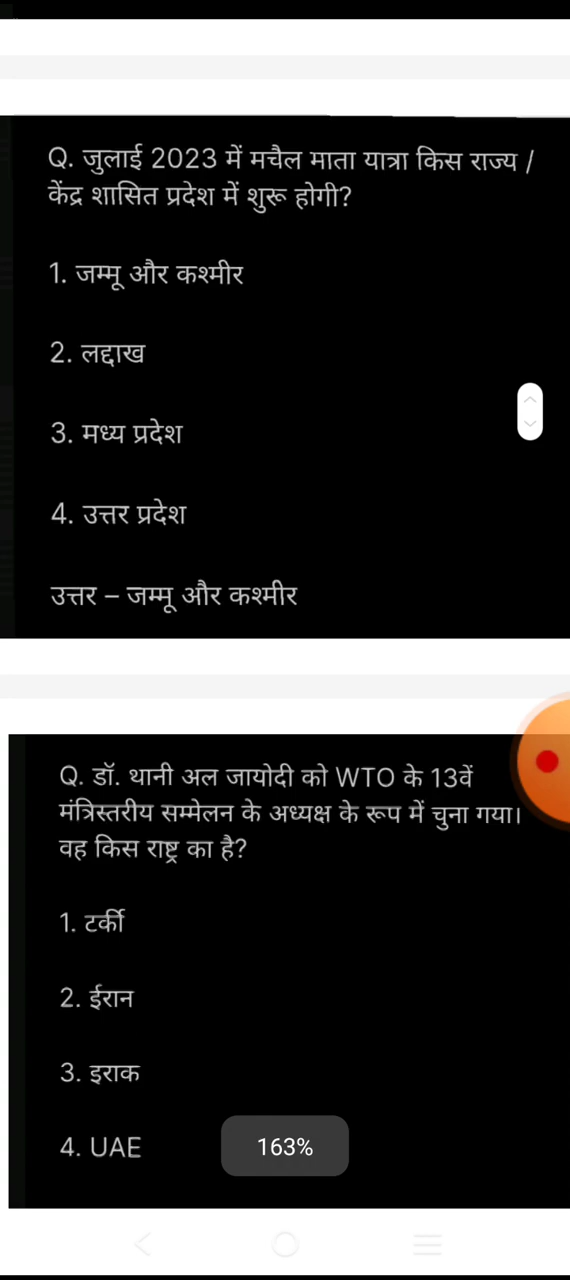 Q. जुलाई 2023 में मचैल माता यात्रा किस राज्य /
केंद्र शासित प्रदेश में शुरू होगी?
1. जम्मू और कश्मीर
2. लद्दाख
3. मध्य प्रदेश
4. उत्तर प्रदेश
उत्तर – जम्मू और कश्मीर
Q. डॉ. थानी अल जायोदी को WTO के 13वें
मंत्रिस्तरीय सम्मेलन के अध्यक्ष के रूप में चुना गया।
वह किस राष्ट्र का है?
1. टर्की
2. ईरान
3. इराक
4. UAE
163%